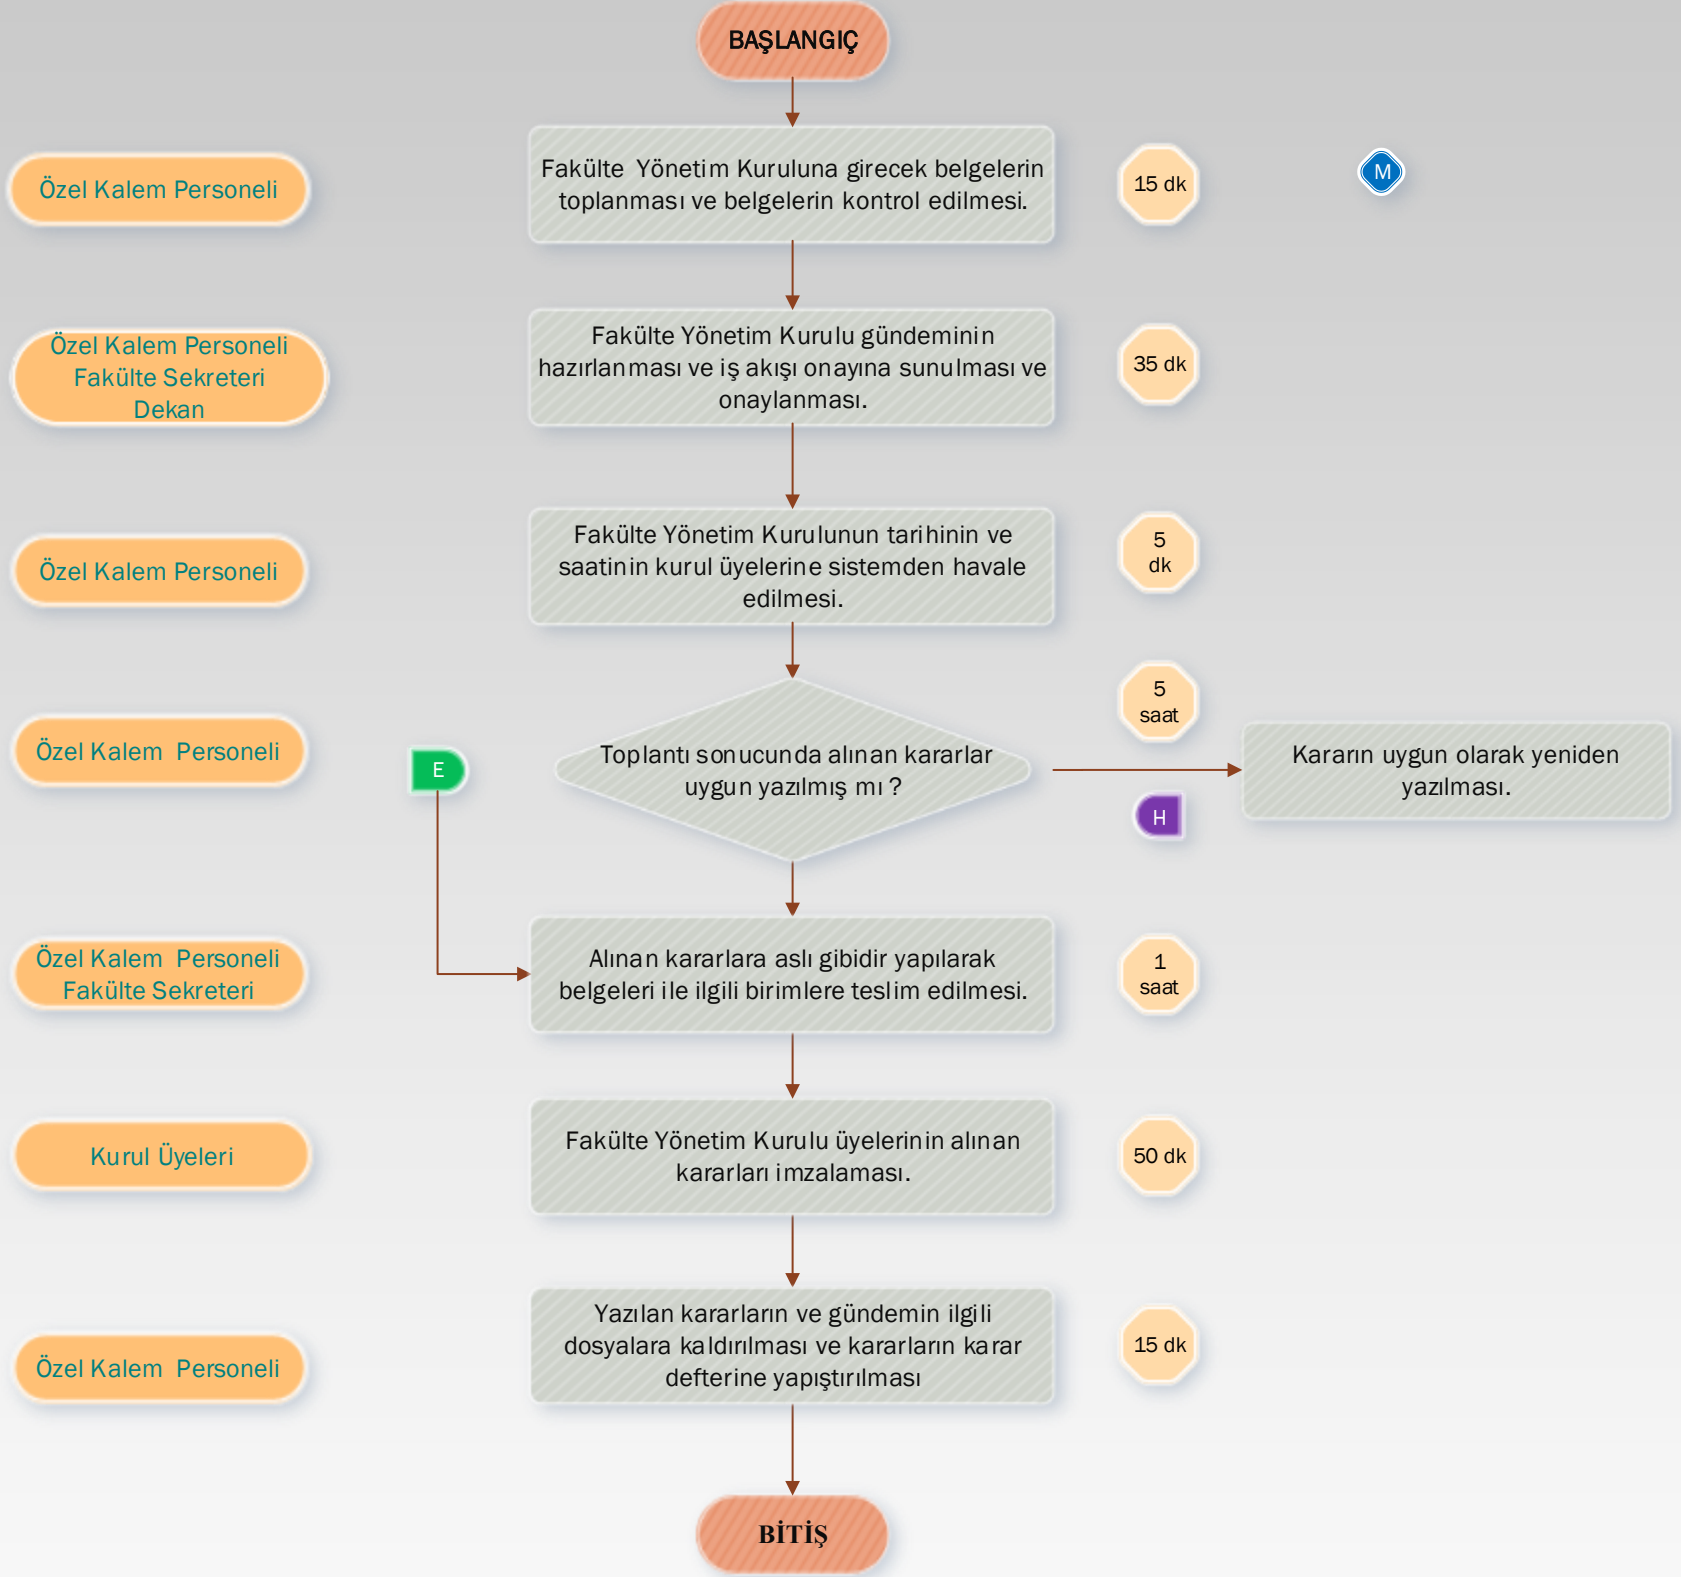 BAŞLANGIÇ
Özel Kalem Personeli
Fakülte Yönetim Kuruluna girecek belgelerin
toplanması ve belgelerin kontrol edilmesi.
15 dk
M
Özel Kalem Personeli
Fakülte Sekreteri
Dekan
Fakülte Yönetim Kurulu gündeminin
hazırlanması ve iş akışı onayına sunulması ve
onaylanması.
35 dk
Özel Kalem Personeli
Fakülte Yönetim Kurulunun tarihinin ve
saatinin kurul üyelerine sistemden havale
edilmesi.
5
dk
Özel Kalem Personeli
E
Toplantı sonucunda alınan kararlar
uygun yazılmış mı ?
5
saat
H
Kararın uygun olarak yeniden
yazılması.
Özel Kalem Personeli
Fakülte Sekreteri
Alınan kararlara aslı gibidir yapılarak
belgeleri ile ilgili birimlere teslim edilmesi.
1
saat
Kurul Üyeleri
Fakülte Yönetim Kurulu üyelerinin alınan
kararları imzalaması.
50 dk
Özel Kalem Personeli
Yazılan kararların ve gündemin ilgili
dosyalara kaldırılması ve kararların karar
defterine yapıştırılması
15 dk
BİTİŞ